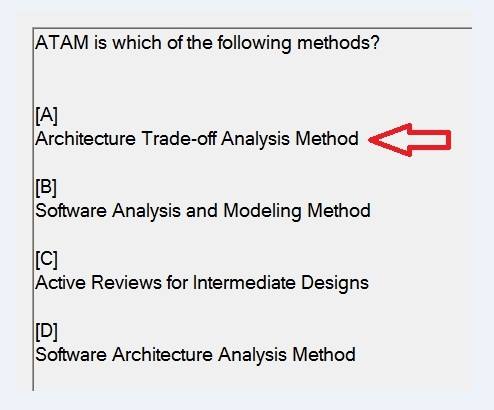 ATAM is which of the following methods?
[A]
Architecture Trade-off Analysis Method
[B]
Software Analysis and Modeling Method
[C]
Active Reviews for Intermediate Designs
[D]
Software Architecture Analysis Method